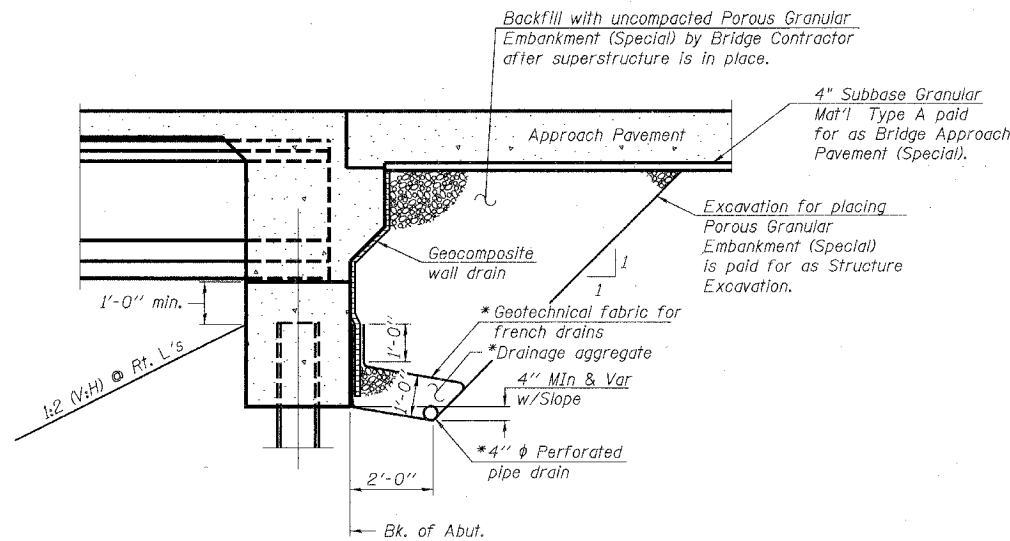 Backfill with uncompacted Porous Granular
Embankment (Special) by Bridge Contractor
after superstructure is in place.
4" Subbase Granular
Mat'l Type A paid
for as Bridge Approach
Pavement (Special).
Approach Pavement
Excavation for placing
Porous Granular
Embankment (Special)
is paid for as Structure
Excavation.
Geocomposite
wall drain
1
1
1'-0" min.
*Geotechnical fabric for
french drains
*Drainage aggregate
1'-0"
1'-0"
4" MIn & Var
w/Slope
1:2 (V:H) @ Rt. L's
*4" ϕ Perforated
pipe drain
2'-0"
Bk. of Abut.